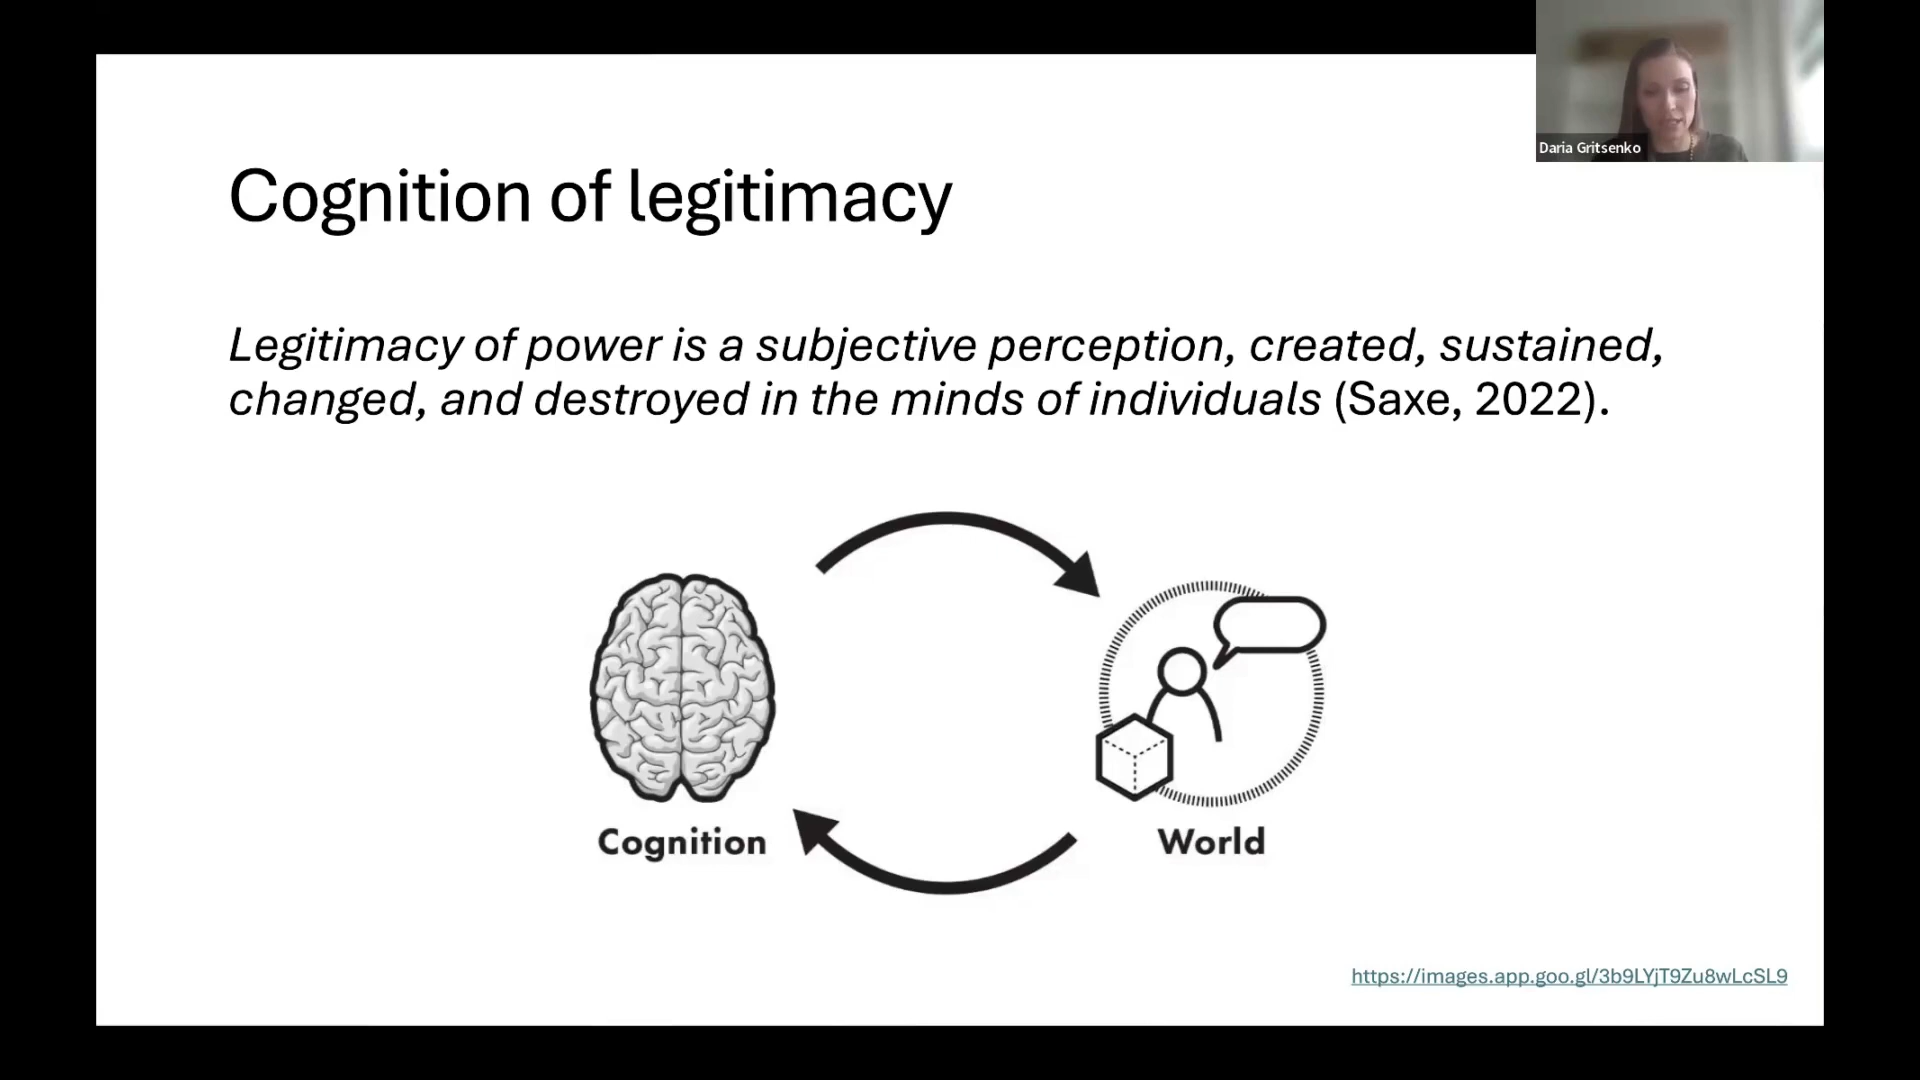 Daria Gritsenko
Cognition of legitimacy
Legitimacy of power is a subjective perception, created, sustained,
changed, and destroyed in the minds of individuals (Saxe, 2022).
Cognition
World
https://images.app.goo.gl/3b9LYjT9Zu8wLcSL9